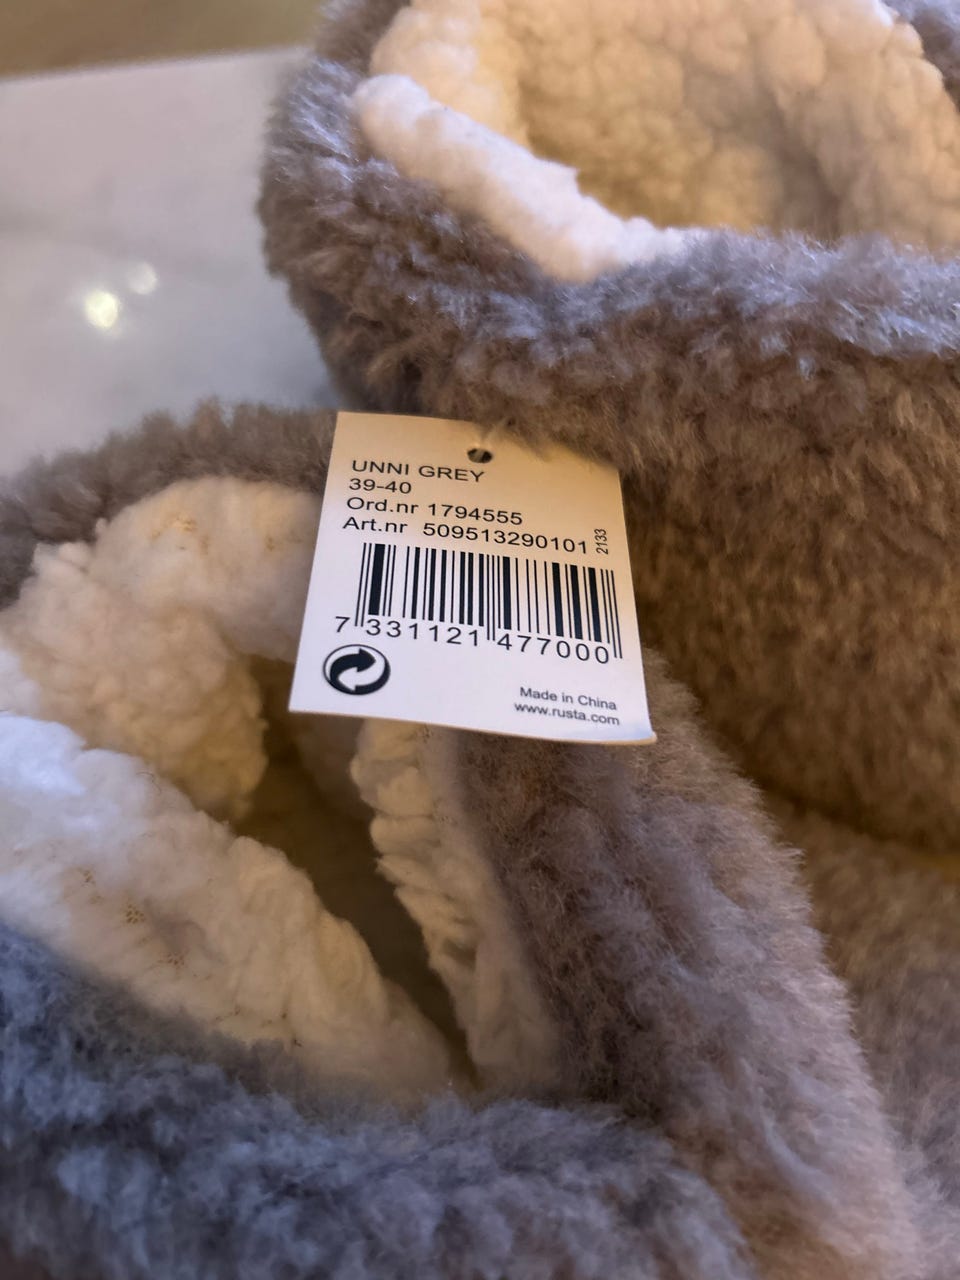 UNNI GREY
39-40
Ord.nr 1794555
Art.nr 509513290101
2133
7 331121 477000
Made in China
www.rusta.com